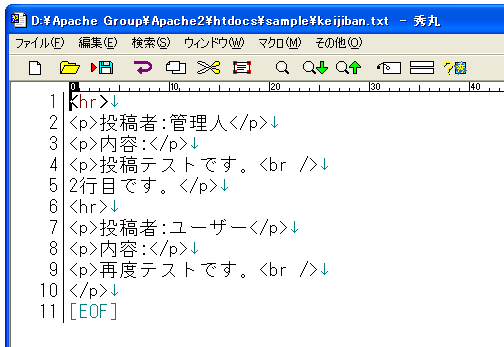 D:¥Apache Group¥Apache2¥htdocs¥sample¥keijiban.txt - 秀丸
ファイル(F) 編集(E) 検索(S) ウィンドウ(W) マクロ(M) その他(O)
0 10 20 30 40
1 <hr>↓
2 <p>投稿者:管理人</p>↓
3 <p>内容:</p>↓
4 <p>投稿テストです。<br />↓
5 2行目です。</p>↓
6 <hr>↓
7 <p>投稿者:ユーザー</p>↓
8 <p>内容:</p>↓
9 <p>再度テストです。<br />↓
10 </p>↓
11 [EOF]